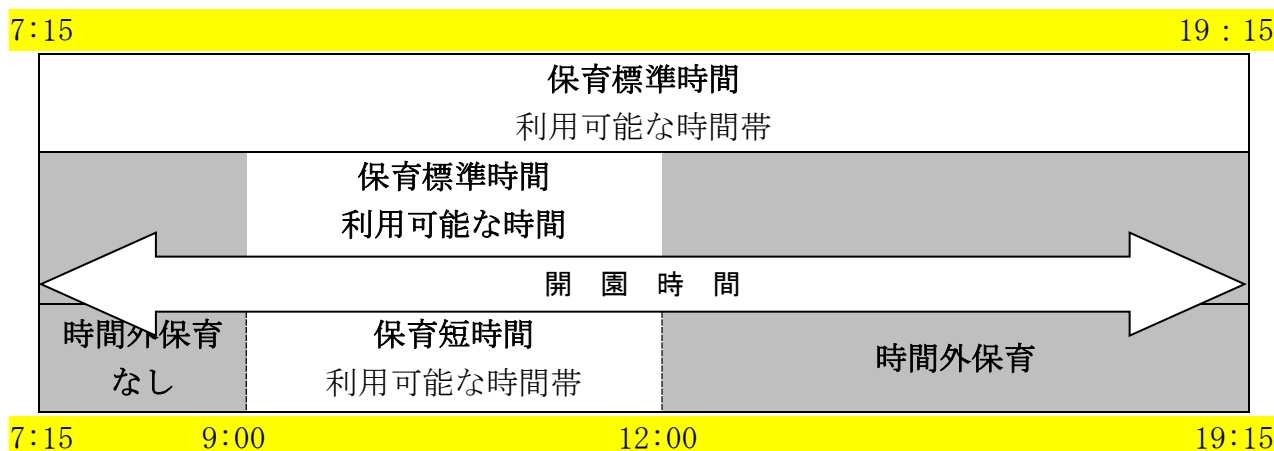 7:15 19：15
保育標準時間
利用可能な時間帯
保育標準時間
利用可能な時間
開 園 時 間
時間外保育
なし
保育短時間
利用可能な時間帯
時間外保育
7:15 9:00 12:00 19:15